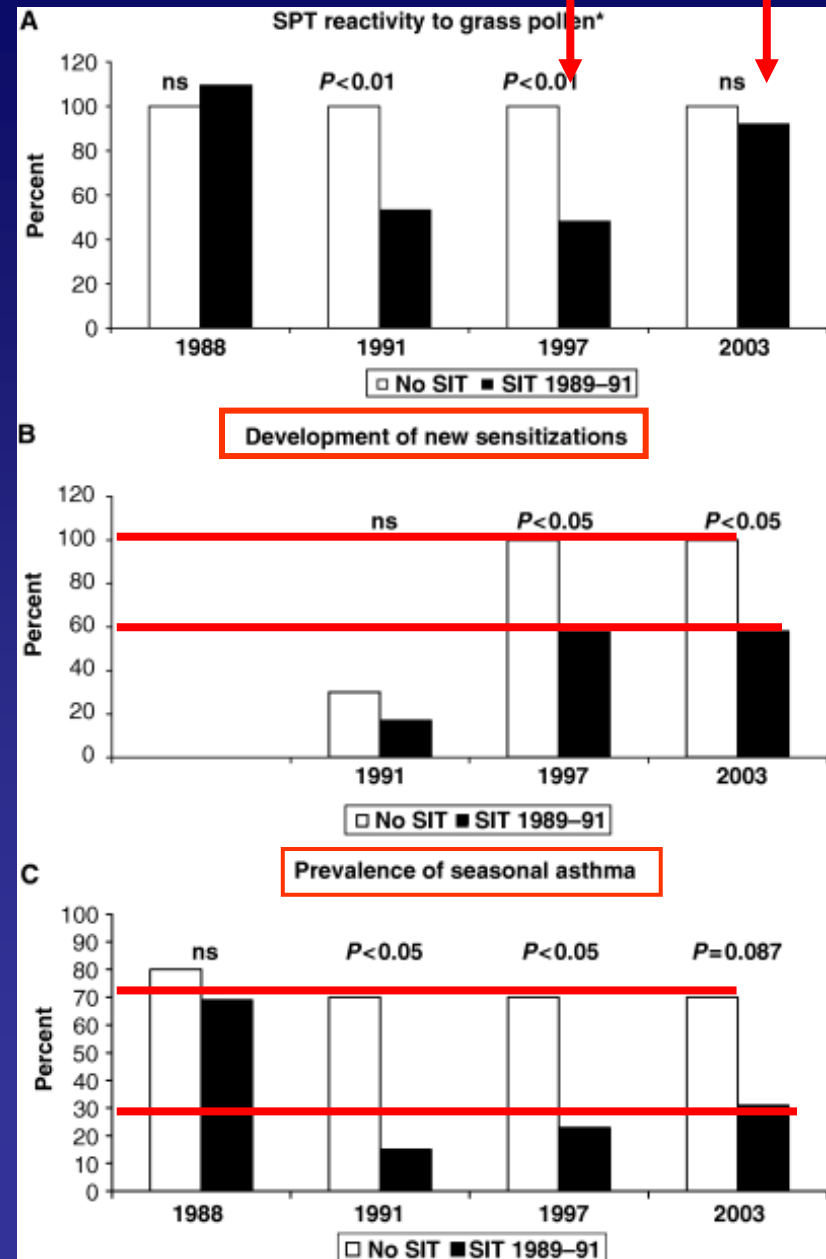 A
SPT reactivity to grass pollen*
120
100
80
60
40
20
0
Percent
ns
P<0.01
P<0.01
ns
1988 1991 1997 2003
□ No SIT ■ SIT 1989–91
B
Development of new sensitizations
120
100
80
60
40
20
0
Percent
ns
P<0.05
P<0.05
1991 1997 2003
□ No SIT ■ SIT 1989–91
C
Prevalence of seasonal asthma
100
90
80
70
60
50
40
30
20
10
0
Percent
ns
P<0.05
P<0.05
P=0.087
1988 1991 1997 2003
□ No SIT ■ SIT 1989–91